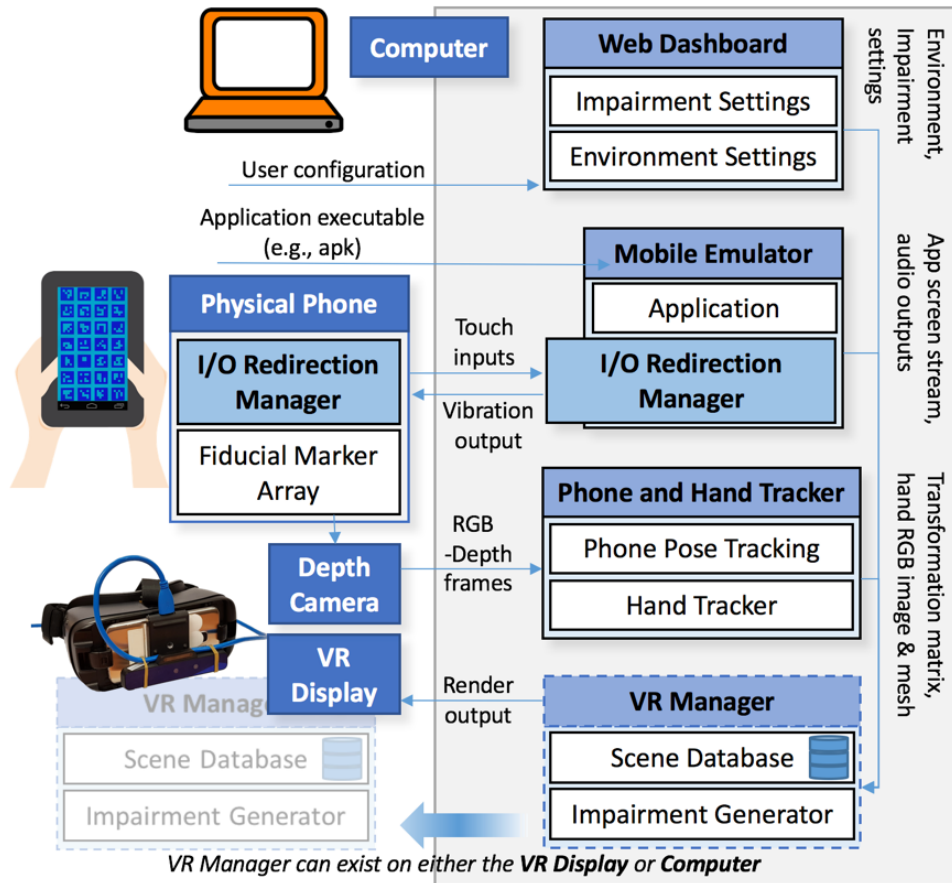 Computer
Web Dashboard
Impairment Settings
Environment Settings
Environment,
Impairment
settings
User configuration
Application executable
(e.g., apk)
Mobile Emulator
Application
I/O Redirection
Manager
App screen stream,
audio outputs
Physical Phone
I/O Redirection
Manager
Fiducial Marker
Array
Touch
inputs
Vibration
output
Phone and Hand Tracker
Phone Pose Tracking
Hand Tracker
Transformation matrix,
hand RGB image & mesh
RGB
-Depth
frames
Depth
Camera
VR
Display
Render
output
VR Manager
Scene Database
Impairment Generator
VR Manage
Scene Database
Impairment Generator
VR Manager can exist on either the VR Display or Computer